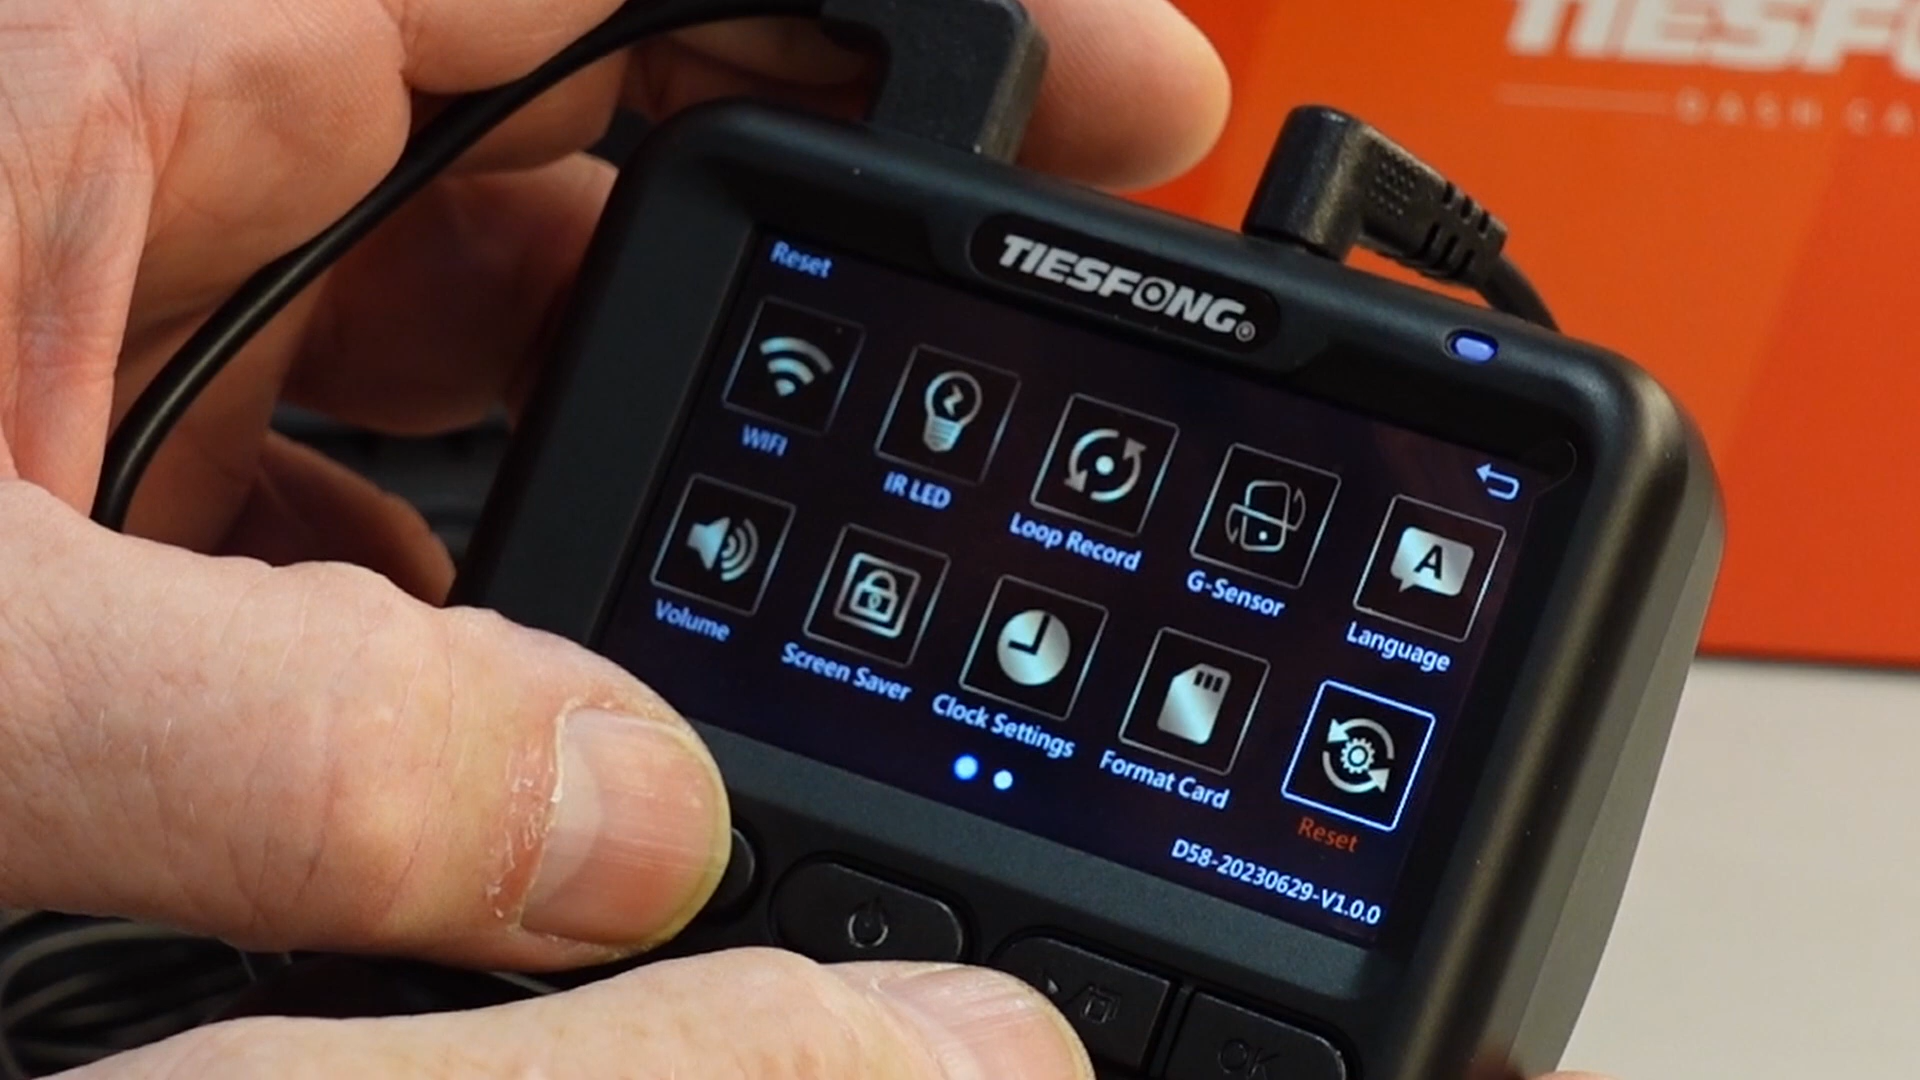 TIESFONG®
Reset
WIFI
IR LED
Loop Record
G-Sensor
A
Language
Volume
Screen Saver
Clock Settings
Format Card
Reset
D58-20230629-V1.0.0
OK